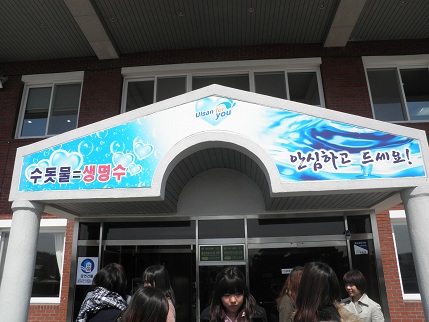 Ulsan for
you
수돗물=생명수
안심하고 드세요!